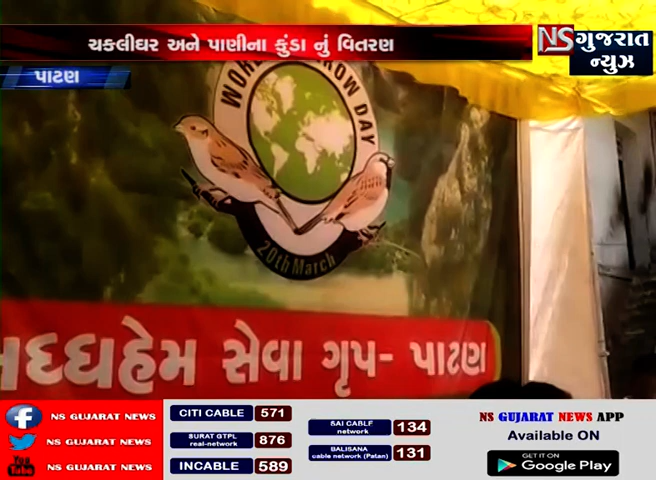 ચકલીઘર અને પાણીના કુંડા નું વિતરણ
NS ગુજરાત
ન્યુઝ
પાટણ
DAY
20th March
સેવા ગૃપ- પાટણ
NS GUJARAT NEWS
NS GUJARAT NEWS
You Tube NS GUJARAT NEWS
CITI CABLE 571
SURAT GTPL real-network 876
INCABLE 589
SAI CABLE network 134
BALISANA cable network (Patan) 131
NS GUJARAT NEWS APP
Available ON
GET IT ON
Google Play